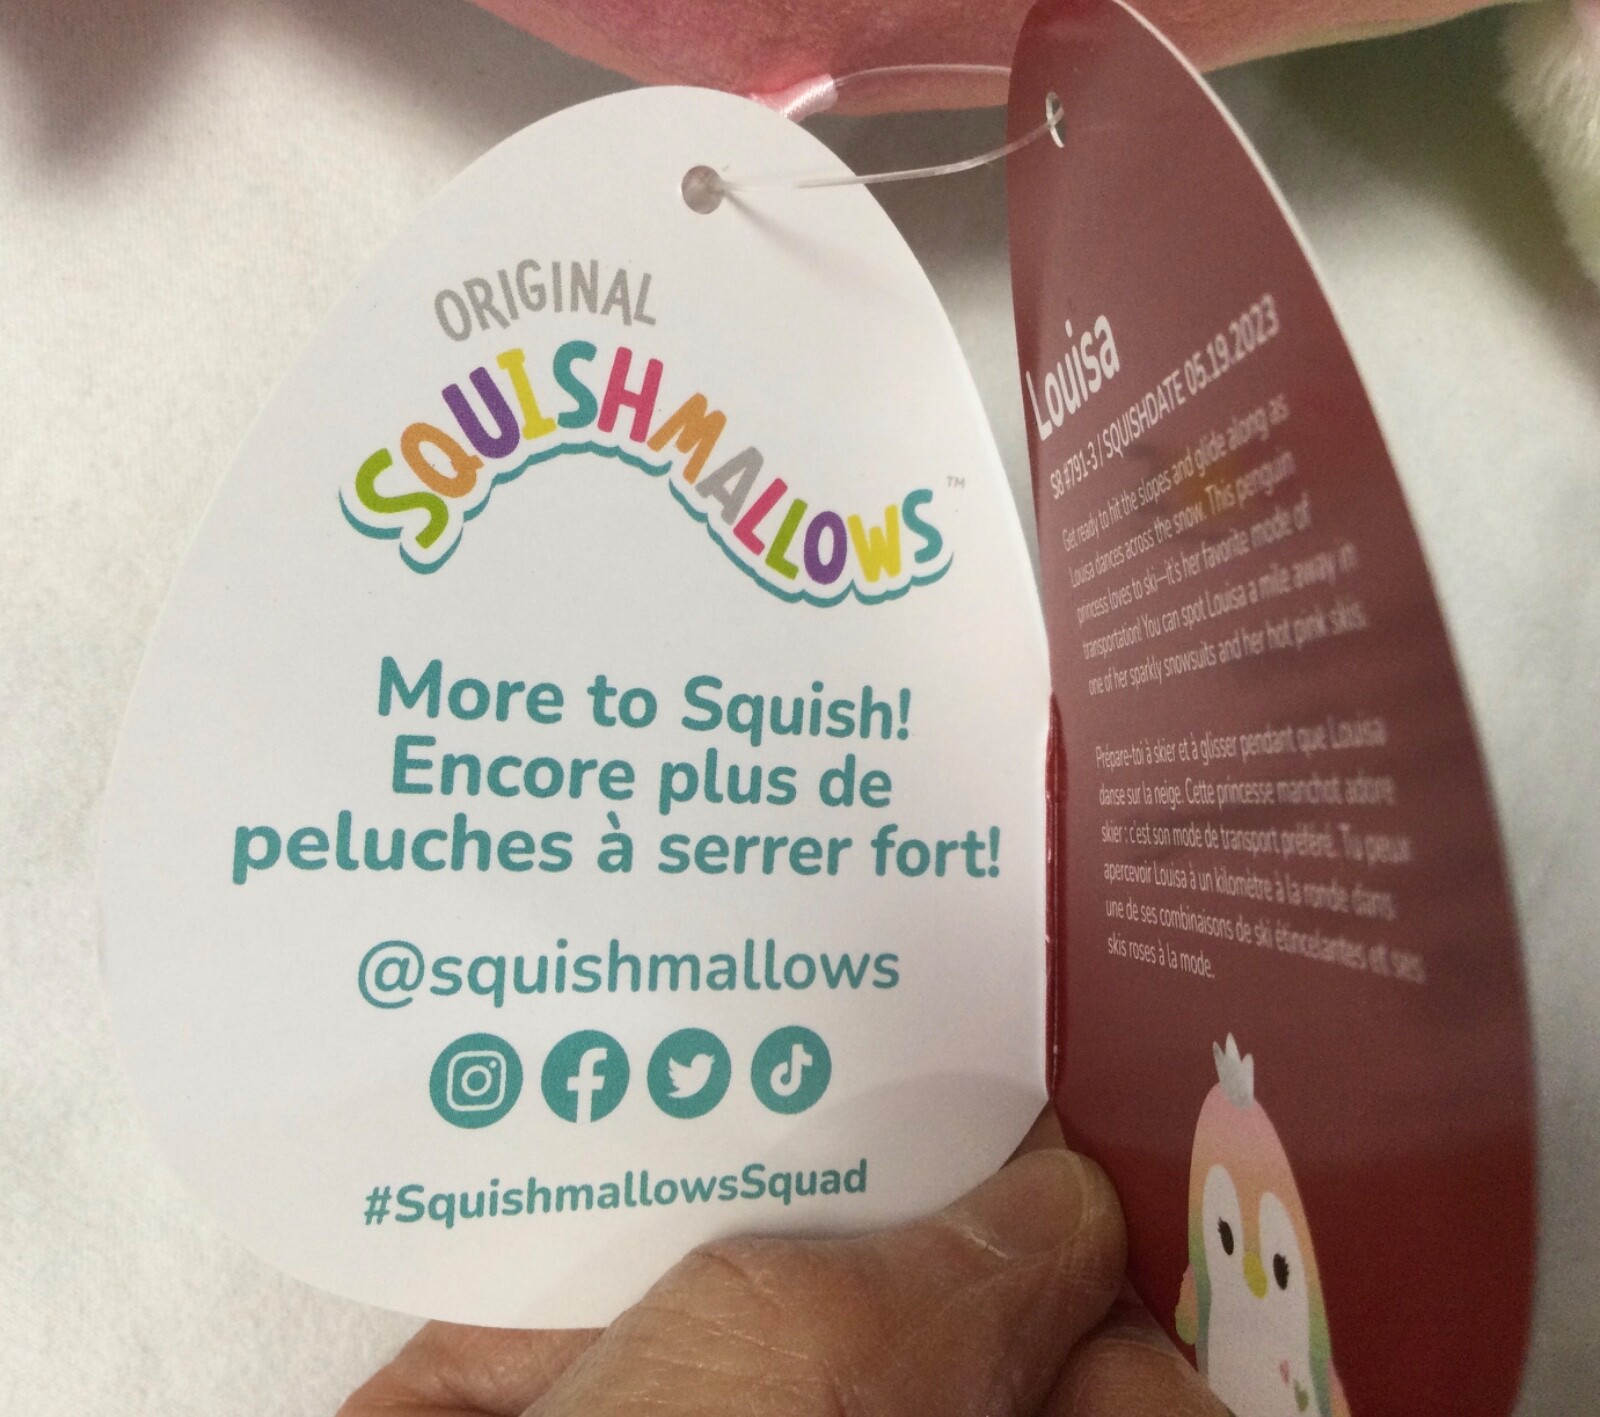 ORIGINAL
SQUISHMALLOWS™
More to Squish!
Encore plus de
peluches à serrer fort!
@squishmallows
#SquishmallowsSquad
Louisa
S8 #791-3 / SQUISHDATE 05.19.2023
Get ready to hit the slopes and glide along as
Louisa dances across the snow. This penguin
princess loves to ski—it's her favorite mode of
transportation! You can spot Louisa a mile away in
one of her sparkly snowsuits and her hot pink skis.
Prépare-toi à skier et à glisser pendant que Louisa
danse sur la neige. Cette princesse manchot adore
skier : c'est son mode de transport préféré. Tu peux
apercevoir Louisa à un kilomètre à la ronde dans
une de ses combinaisons de ski étincelantes et ses
skis roses à la mode.